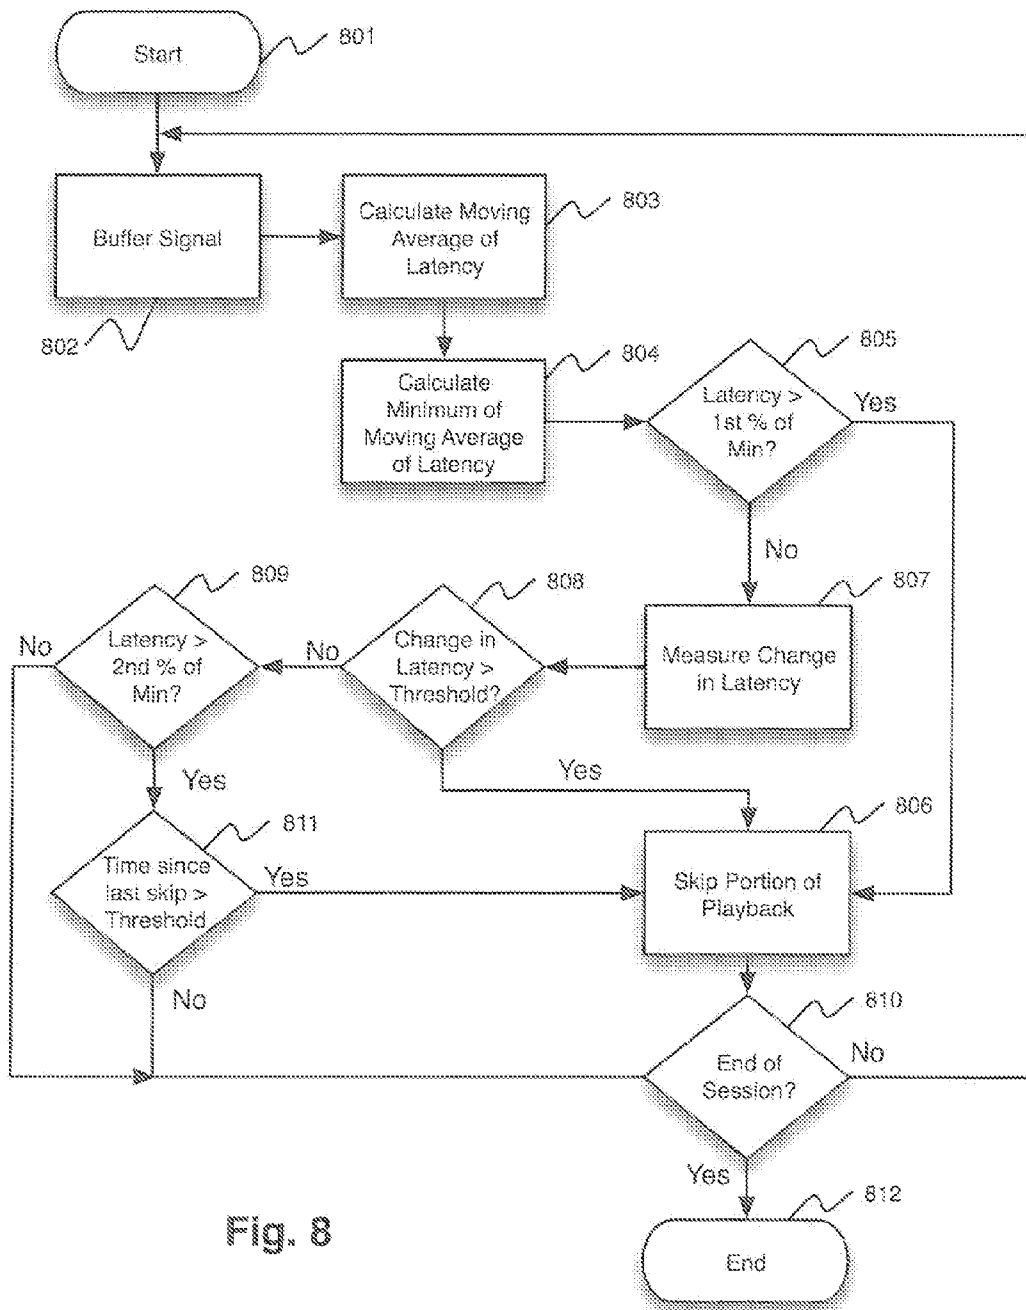 Start
801
Buffer Signal
802
Calculate Moving
Average of
Latency
803
Calculate
Minimum of
Moving Average
of Latency
804
Latency >
1st % of
Min?
805
Yes
No
809
808
807
No
Latency >
2nd % of
Min?
No
Change in
Latency >
Threshold?
Measure Change
in Latency
Yes
Yes
811
806
Time since
last skip >
Threshold
Yes
Skip Portion of
Playback
No
810
End of
Session?
No
Yes
812
End
Fig. 8